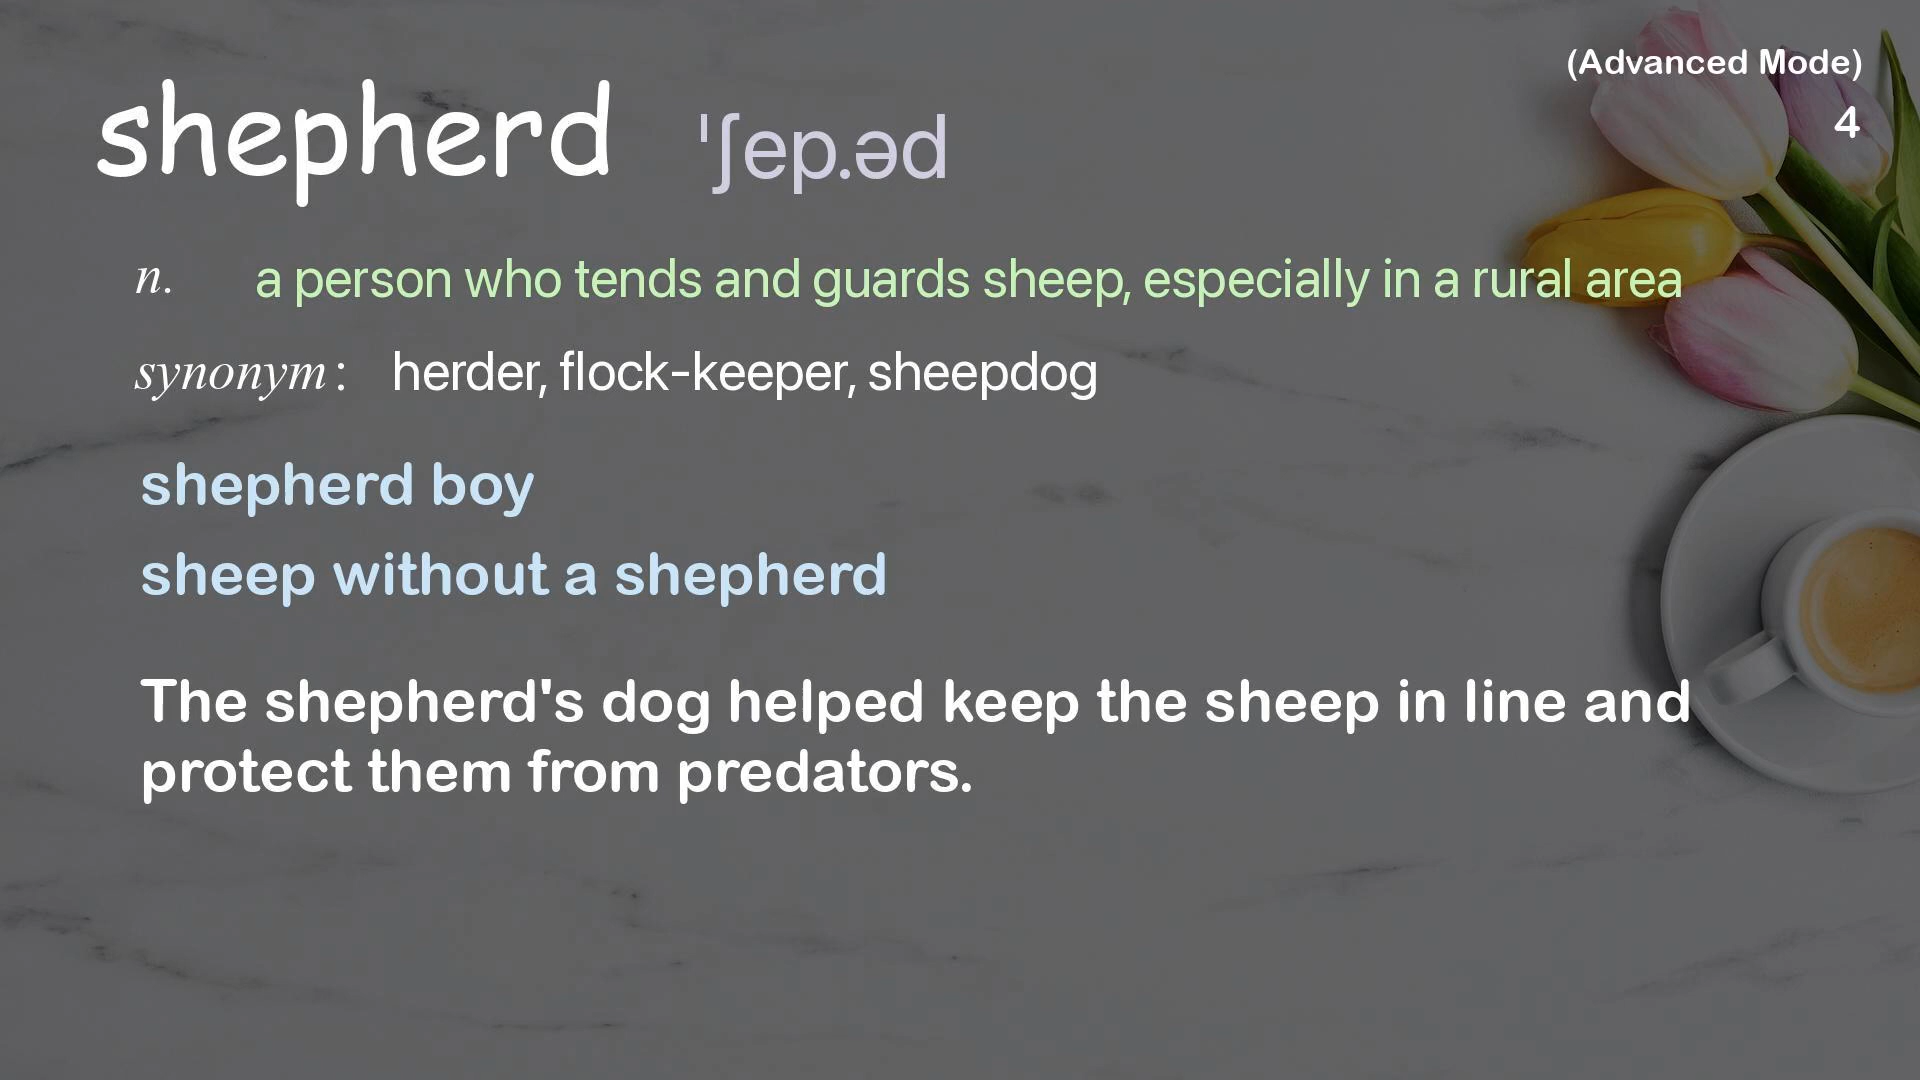 (Advanced Mode)
4
shepherd ˈʃep.əd
n. a person who tends and guards sheep, especially in a rural area
synonym: herder, flock-keeper, sheepdog
shepherd boy
sheep without a shepherd
The shepherd's dog helped keep the sheep in line and
protect them from predators.